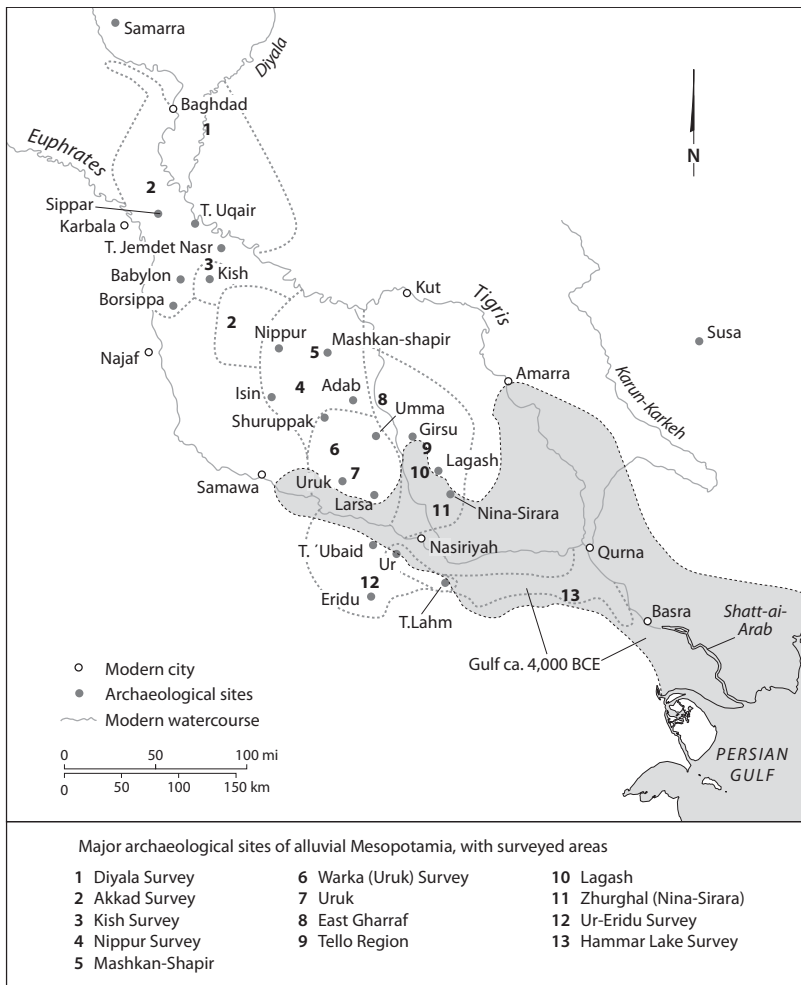 Samarra
Diyala
Baghdad
1
Euphrates
N
2
Sippar
T. Uqair
Karbala
T. Jemdet Nasr
3
Babylon
Kish
Kut
Borsippa
Tigris
2
Nippur
Mashkan-shapir
Susa
5
Najaf
Amarra
Karun-Karkeh
4
Isin
Adab
8
Shuruppak
Umma
Girsu
6
9
10
Lagash
Uruk
7
Samawa
Larsa
11
Nina-Sirara
Nasiriyah
T. ′Ubaid
Ur
Qurna
12
Eridu
13
T.Lahm
Basra
Shatt-ai-
Arab
Gulf ca. 4,000 BCE
Modern city
Archaeological sites
Modern watercourse
0 50 100 mi
0 50 100 150 km
PERSIAN
GULF
Major archaeological sites of alluvial Mesopotamia, with surveyed areas
1 Diyala Survey
2 Akkad Survey
3 Kish Survey
4 Nippur Survey
5 Mashkan-Shapir
6 Warka (Uruk) Survey
7 Uruk
8 East Gharraf
9 Tello Region
10 Lagash
11 Zhurghal (Nina-Sirara)
12 Ur-Eridu Survey
13 Hammar Lake Survey